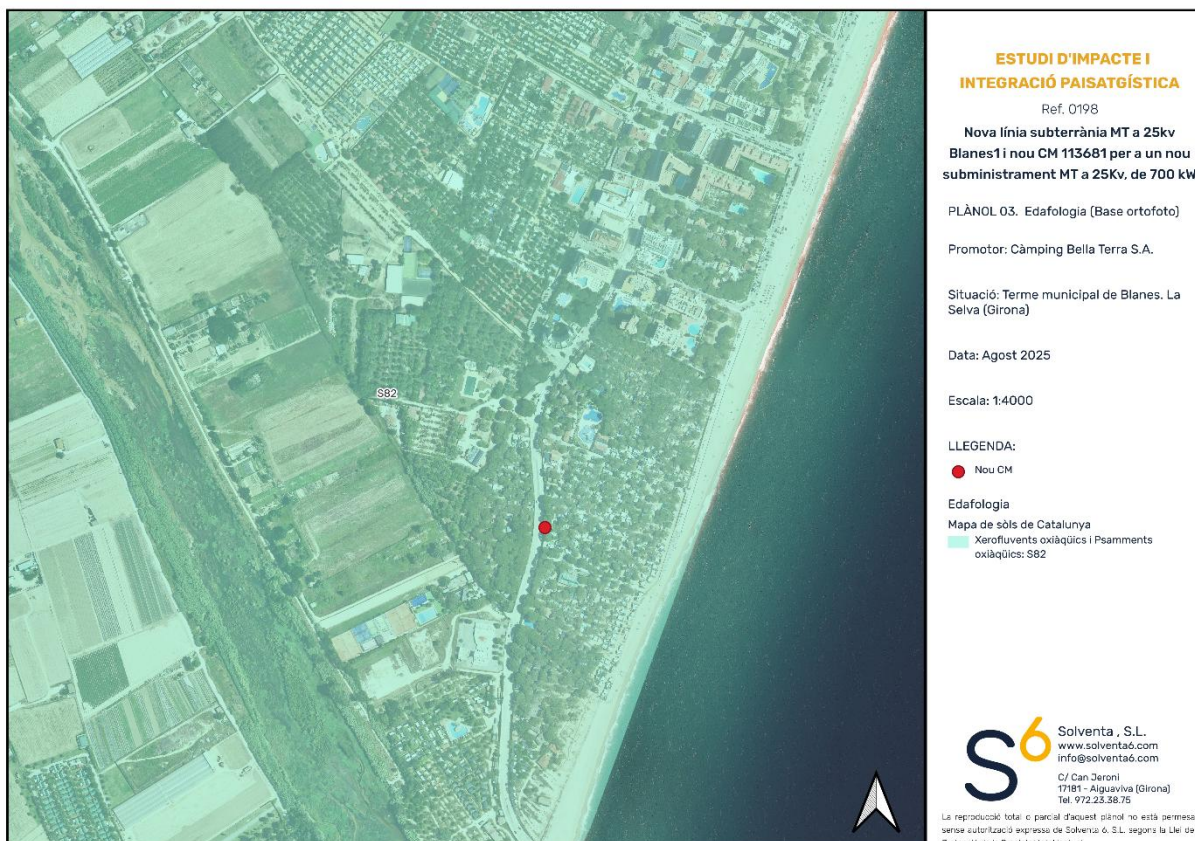 ESTUDI D'IMPACTE I
INTEGRACIÓ PAISATGÍSTICA
Ref. 0198
Nova línia subterrània MT a 25kv
Blanes1 i nou CM 113681 per a un nou
subministrament MT a 25Kv, de 700 kW
PLÀNOL 03. Edafologia (Base ortofoto)
Promotor: Càmping Bella Terra S.A.
Situació: Terme municipal de Blanes. La
Selva (Girona)
Data: Agost 2025
Escala: 1:4000
LLEGENDA:
Nou CM
Edafologia
Mapa de sòls de Catalunya
Xerofluvents oxiàqüics i Psamments
oxiàqüics: S82
S82
S6
Solventa , S.L.
www.solventa6.com
info@solventa6.com
C/ Can Jeroni
17181 - Aiguaviva (Girona)
Tel. 972.23.38.75
La reproducció total o parcial d'aquest plànol no està permesa
sense autorització expressa de Solventa 6, S.L. segons la Llei de